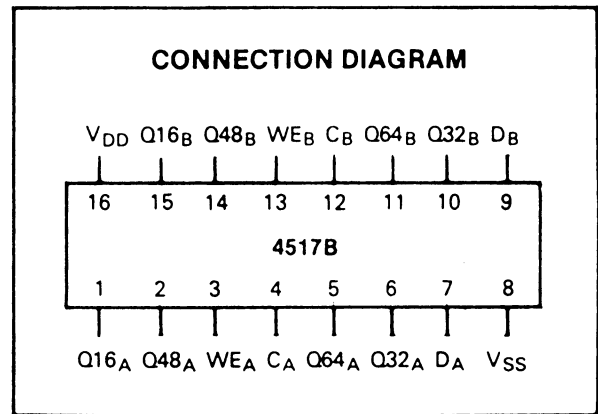 CONNECTION DIAGRAM
VDD Q16B Q48B WEB CB Q64B Q32B DB
16 15 14 13 12 11 10 9
4517B
1 2 3 4 5 6 7 8
Q16A Q48A WEA CA Q64A Q32A DA VSS